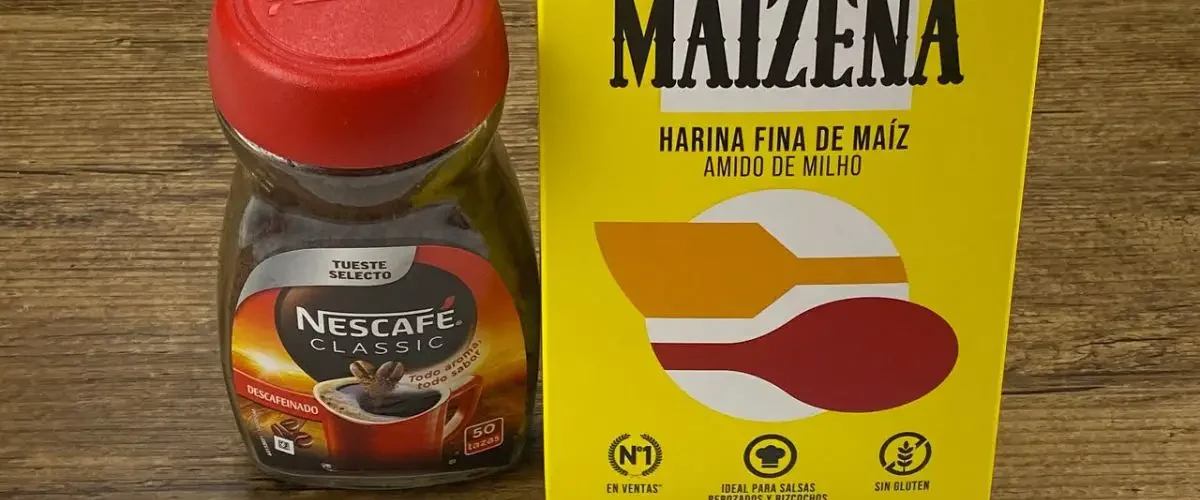 TUESTE
SELECTO
NESCAFÉ
CLASSIC
Todo aroma,
todo sabor
DESCAFEINADO
50
tazas
MAIZENA
HARINA FINA DE MAÍZ
AMIDO DE MILHO
Nº1
EN VENTAS*
IDEAL PARA SALSAS
REBOZADOS Y BIZCOCHOS
SIN GLUTEN